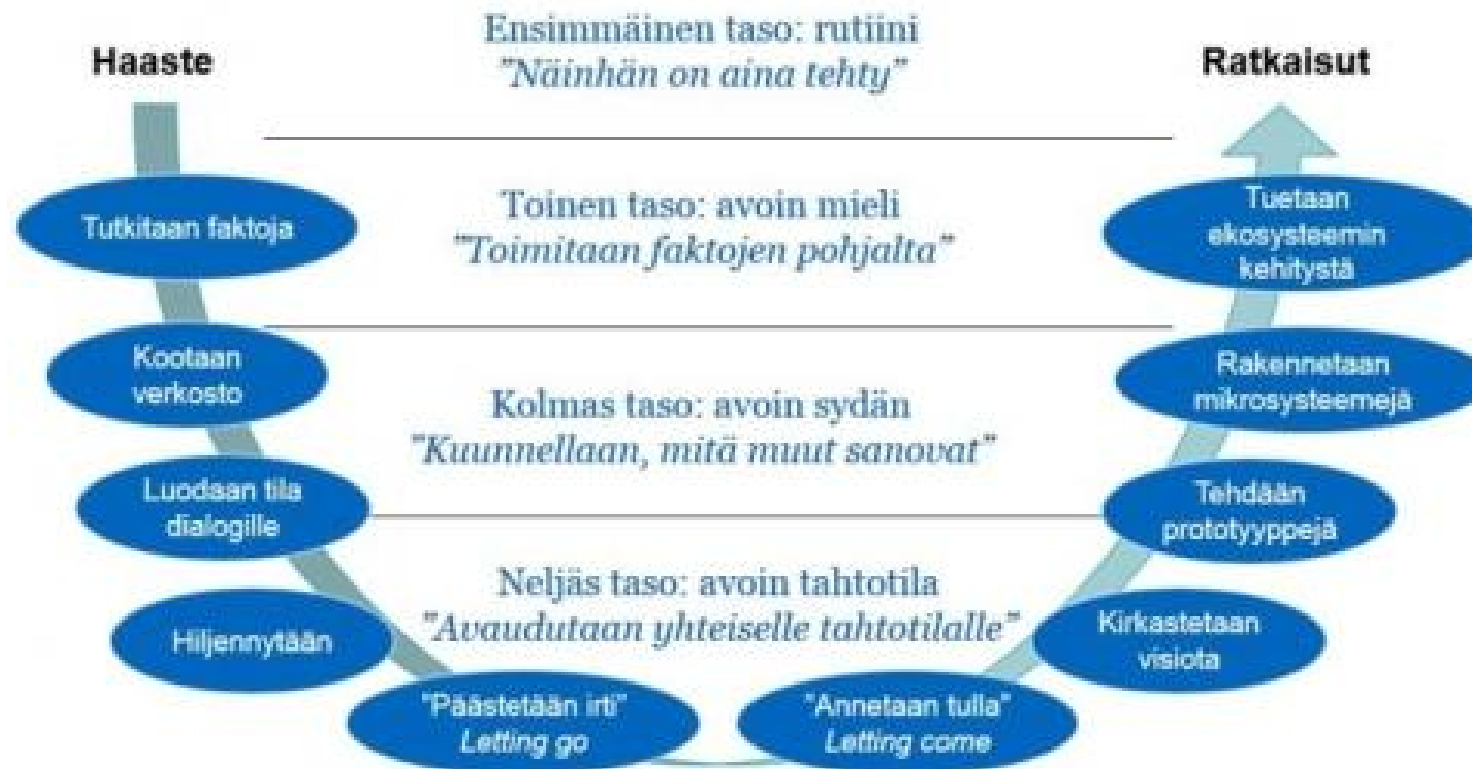 Haaste
Ensimmäinen taso: rutiini
"Näinhän on aina tehty"
Ratkaisut
Tutkitaan faktoja
Toinen taso: avoin mieli
"Toimitaan faktojen pohjalta"
Tuetaan
ekosysteemin
kehitystä
Kootaan
verkosto
Kolmas taso: avoin sydän
"Kuunnellaan, mitä muut sanovat"
Rakennetaan
mikrosysteemejä
Luodaan tila
dialogille
Tehdään
prototyyppejä
Neljäs taso: avoin tahtotila
"Avaudutaan yhteiselle tahtotilalle"
Hiljennytään
Kirkastetaan
visiota
"Päästetään irti"
Letting go
"Annetaan tulla"
Letting come